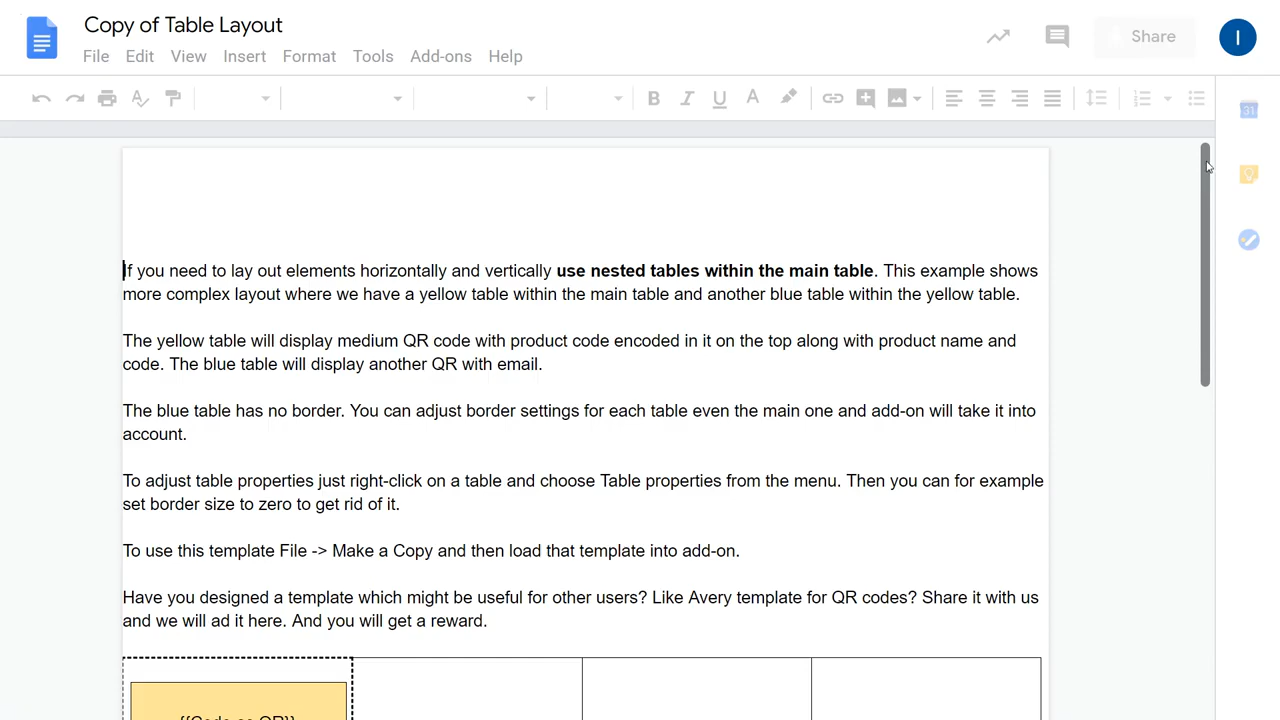 Copy of Table Layout
File Edit View Insert Format Tools Add-ons Help
Share
I
31
If you need to lay out elements horizontally and vertically use nested tables within the main table. This example shows
more complex layout where we have a yellow table within the main table and another blue table within the yellow table.
The yellow table will display medium QR code with product code encoded in it on the top along with product name and
code. The blue table will display another QR with email.
The blue table has no border. You can adjust border settings for each table even the main one and add-on will take it into
account.
To adjust table properties just right-click on a table and choose Table properties from the menu. Then you can for example
set border size to zero to get rid of it.
To use this template File -> Make a Copy and then load that template into add-on.
Have you designed a template which might be useful for other users? Like Avery template for QR codes? Share it with us
and we will ad it here. And you will get a reward.
{{Code as QR}}